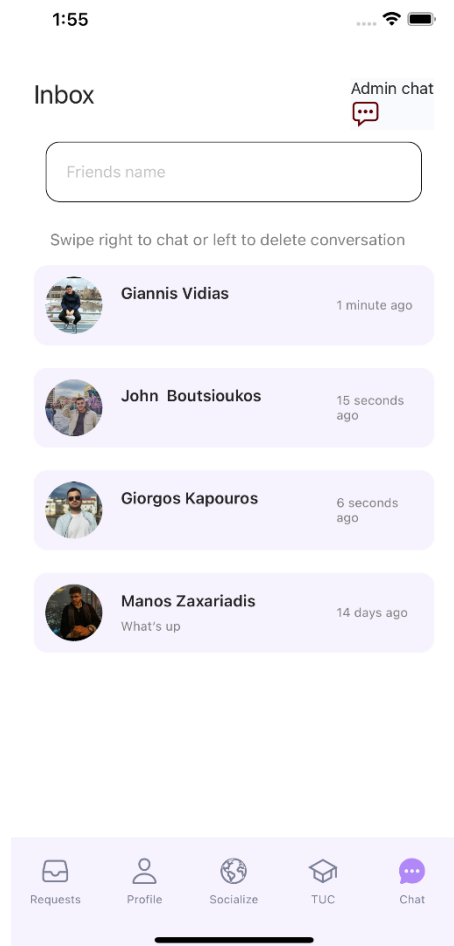 1:55
Inbox
Admin chat
Friends name
Swipe right to chat or left to delete conversation
Giannis Vidias
1 minute ago
John  Boutsioukos
15 seconds
ago
Giorgos Kapouros
6 seconds
ago
Manos Zaxariadis
What's up
14 days ago
Requests
Profile
Socialize
TUC
Chat